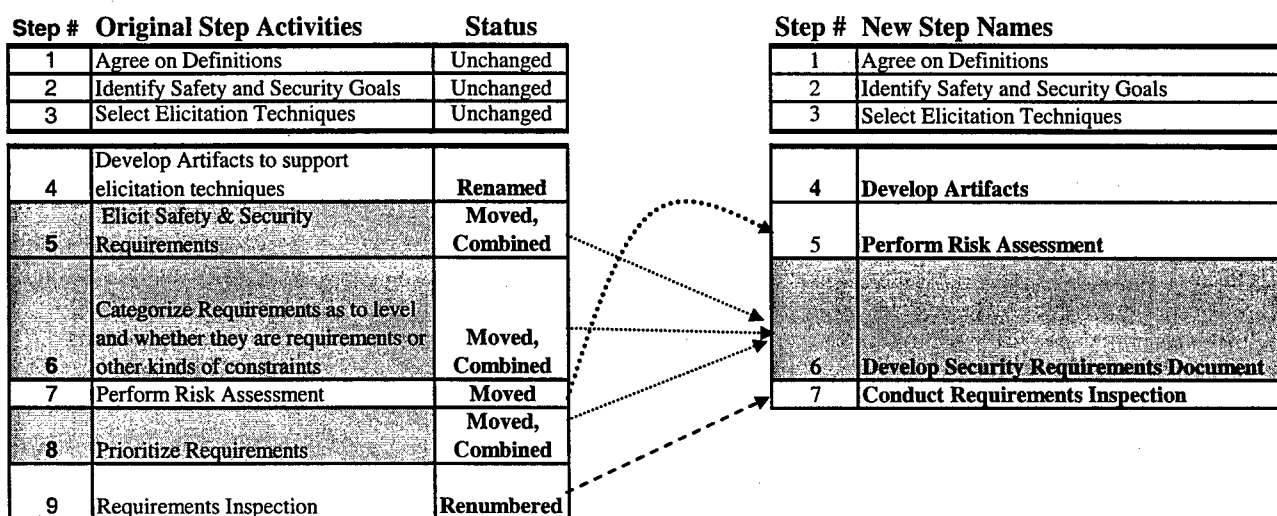 Step # Original Step Activities Status
1 Agree on Definitions Unchanged
2 Identify Safety and Security Goals Unchanged
3 Select Elicitation Techniques Unchanged
Develop Artifacts to support
4 elicitation techniques Renamed
Elicit Safety & Security Moved,
5 Requirements Combined
Categorize Requirements as to level
and whether they are requirements or Moved,
6 other kinds of constraints Combined
7 Perform Risk Assessment Moved
Moved,
8 Prioritize Requirements Combined
9 Requirements Inspection Renumbered
Step # New Step Names
1 Agree on Definitions
2 Identify Safety and Security Goals
3 Select Elicitation Techniques
4 Develop Artifacts
5 Perform Risk Assessment
6 Develop Security Requirements Document
7 Conduct Requirements Inspection